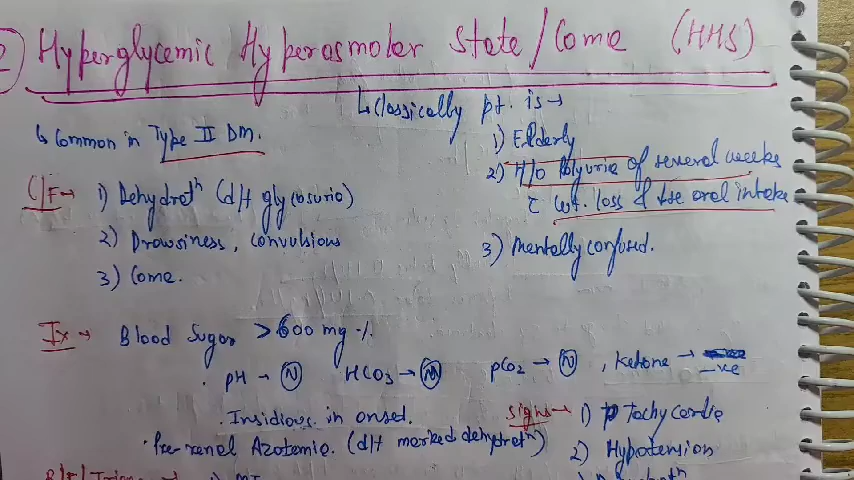 2 Hyperglycemic Hyperosmolar State/Coma (HHS)
↳ Common in Type II DM.
↳ Classically pt. is →
1) Elderly
2) H/O Polyuria of several weeks
c̄ wt. loss & ↓se oral intake
3) Mentally confused.
C/F → 1) Dehydratⁿ (d/t glycosuria)
2) Drowsiness, Convulsions
3) Coma.
Ix → Blood Sugar > 600 mg %
· pH → (N) HCO3 → (N) pCO2 → (N), Ketone → -ve
· Insidious in onset.
· Pre-renal Azotemia. (d/t marked dehydratⁿ)
Signs → 1) Tachycardia
2) Hypotension